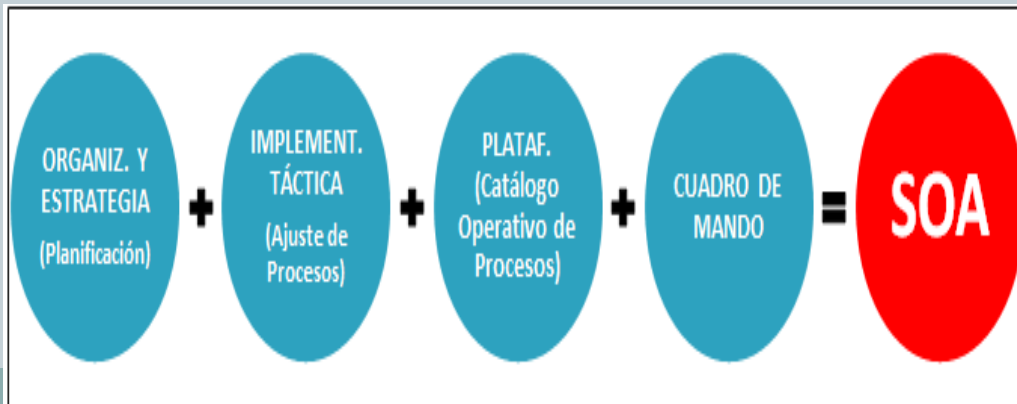 ORGANIZ. Y
ESTRATEGIA
(Planificación)
+
IMPLEMENT.
TÁCTICA
(Ajuste de
Procesos)
+
PLATAF.
(Catálogo
Operativo de
Procesos)
+
CUADRO DE
MANDO
=
SOA